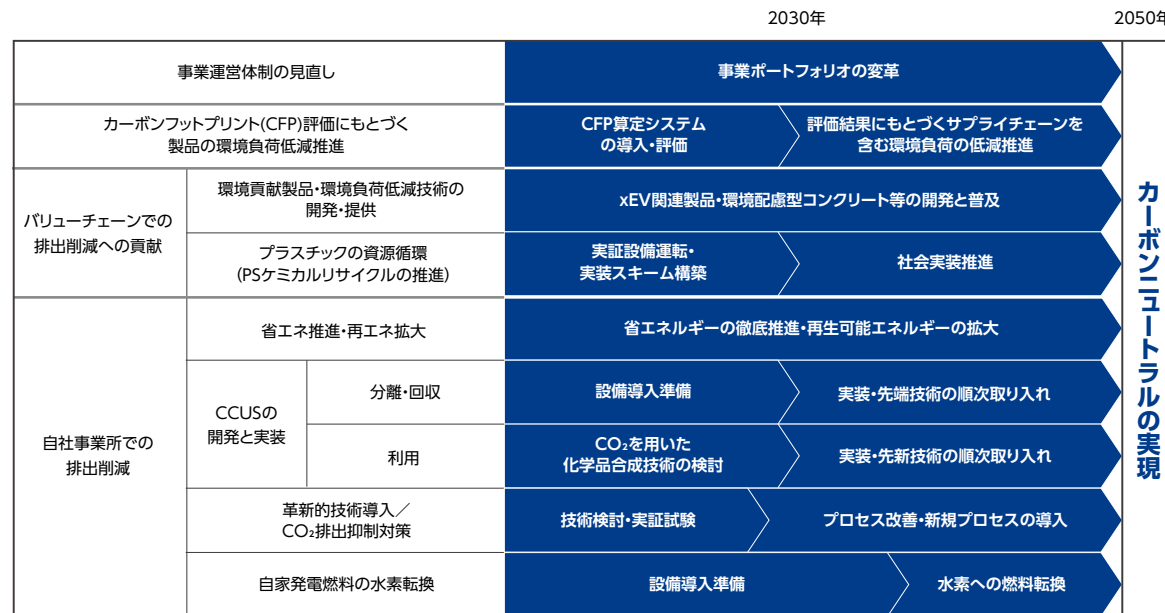 2030年
2050年
事業運営体制の見直し
事業ポートフォリオの変革
カーボンフットプリント(CFP)評価にもとづく
製品の環境負荷低減推進
CFP算定システム
の導入・評価
評価結果にもとづくサプライチェーンを
含む環境負荷の低減推進
バリューチェーンでの
排出削減への貢献
環境貢献製品・環境負荷低減技術の
開発・提供
xEV関連製品・環境配慮型コンクリート等の開発と普及
プラスチックの資源循環
(PSケミカルリサイクルの推進)
実証設備運転・
実装スキーム構築
社会実装推進
自社事業所での
排出削減
省エネ推進・再エネ拡大
省エネルギーの徹底推進・再生可能エネルギーの拡大
CCUSの
開発と実装
分離・回収
設備導入準備
実装・先端技術の順次取り入れ
利用
CO₂を用いた
化学品合成技術の検討
実装・先新技術の順次取り入れ
革新的技術導入／
CO₂排出抑制対策
技術検討・実証試験
プロセス改善・新規プロセスの導入
自家発電燃料の水素転換
設備導入準備
水素への燃料転換
カーボンニュートラルの実現